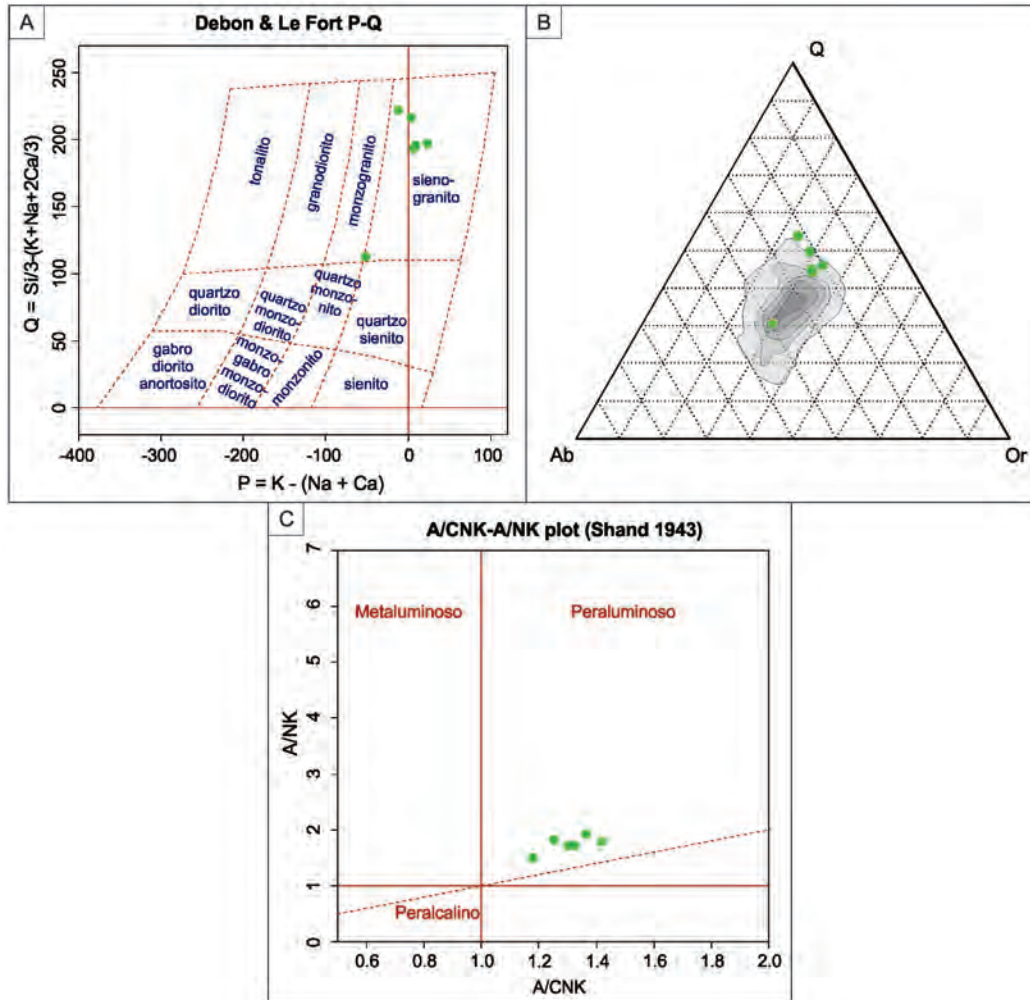 A
Debon & Le Fort P-Q
Q = Si/3-(K+Na+2Ca/3)
250
200
150
100
50
0
tonalito
granodiorito
monzogranito
sieno-
granito
quartzo
diorito
quartzo
monzo-
diorito
quartzo
monzo-
nito
quartzo
sienito
gabro
diorito
anortosito
monzo-
gabro
monzo-
diorito
monzonito
sienito
-400 -300 -200 -100 0 100
P = K - (Na + Ca)
B
Q
Ab
Or
C
A/CNK-A/NK plot (Shand 1943)
A/NK
7
6
5
4
3
2
1
0
Metaluminoso
Peraluminoso
Peralcalino
0.6 0.8 1.0 1.2 1.4 1.6 1.8 2.0
A/CNK